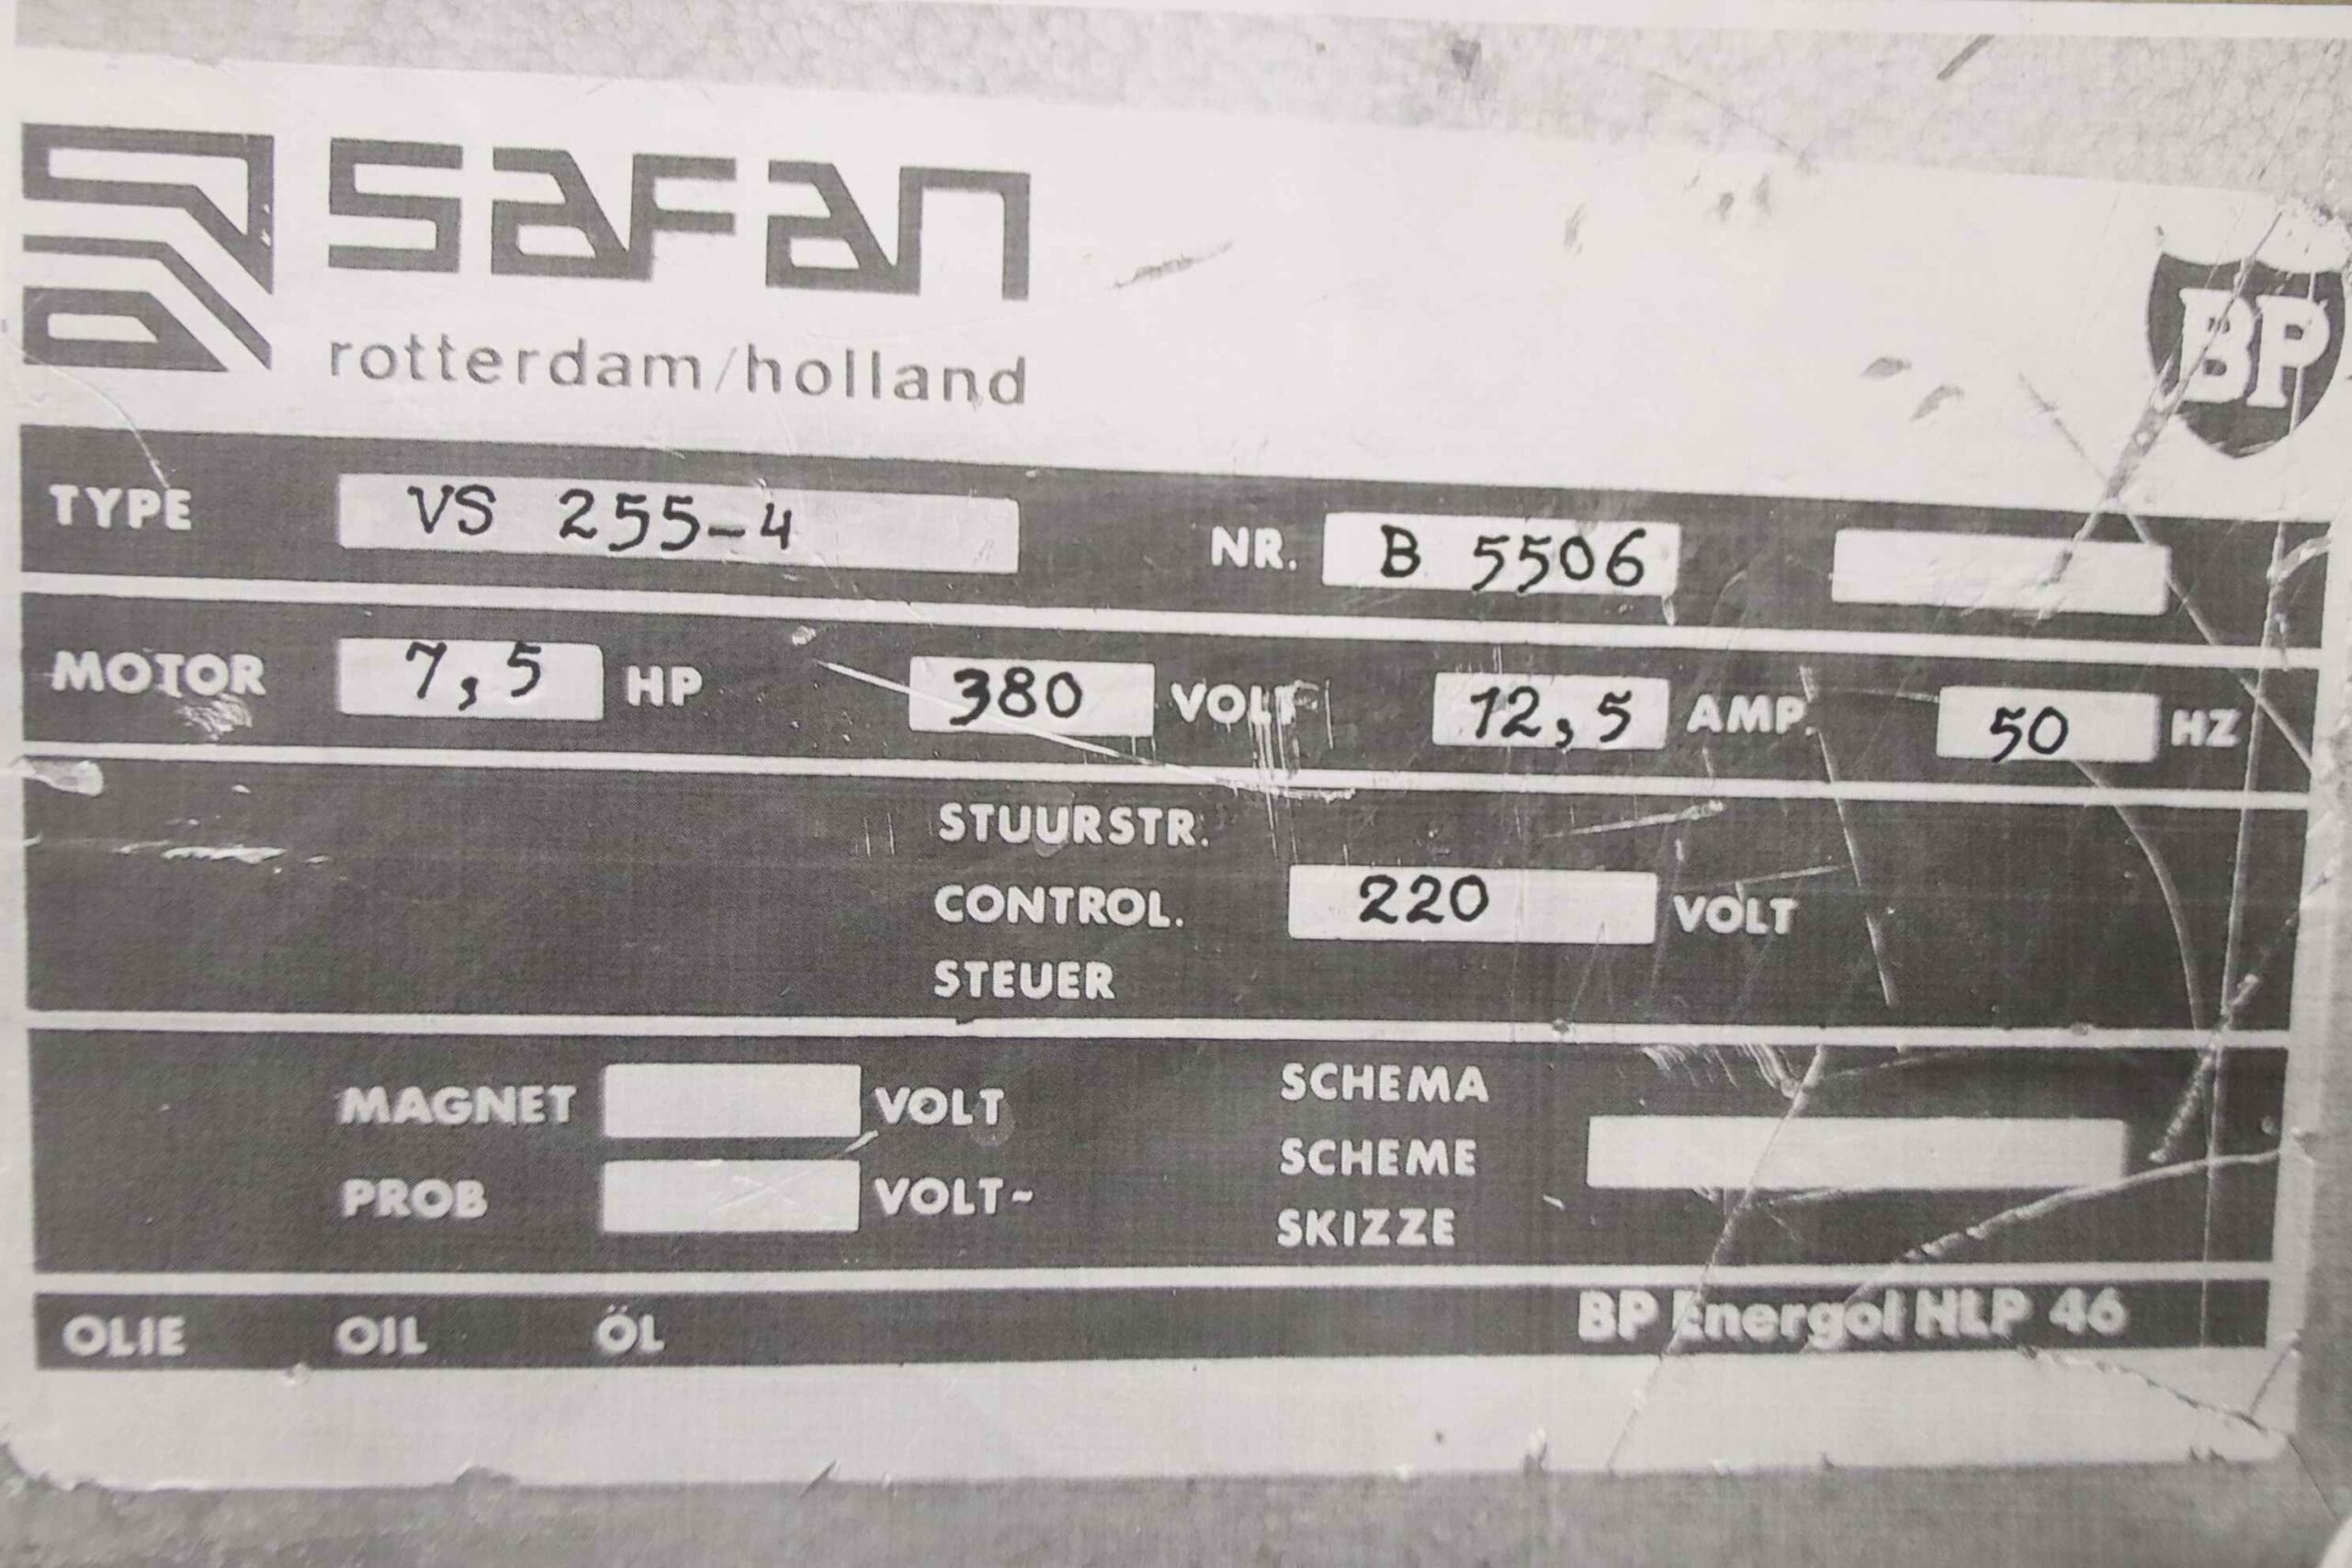 SAFAN
rotterdam/holland
BP
TYPE VS 255-4 NR. B 5506
MOTOR 7,5 HP 380 VOLT 12,5 AMP. 50 HZ
STUURSTR.
CONTROL. 220 VOLT
STEUER
MAGNET VOLT SCHEMA
SCHEME
PROB VOLT~ SKIZZE
OLIE OIL ÖL BP Energol HLP 46